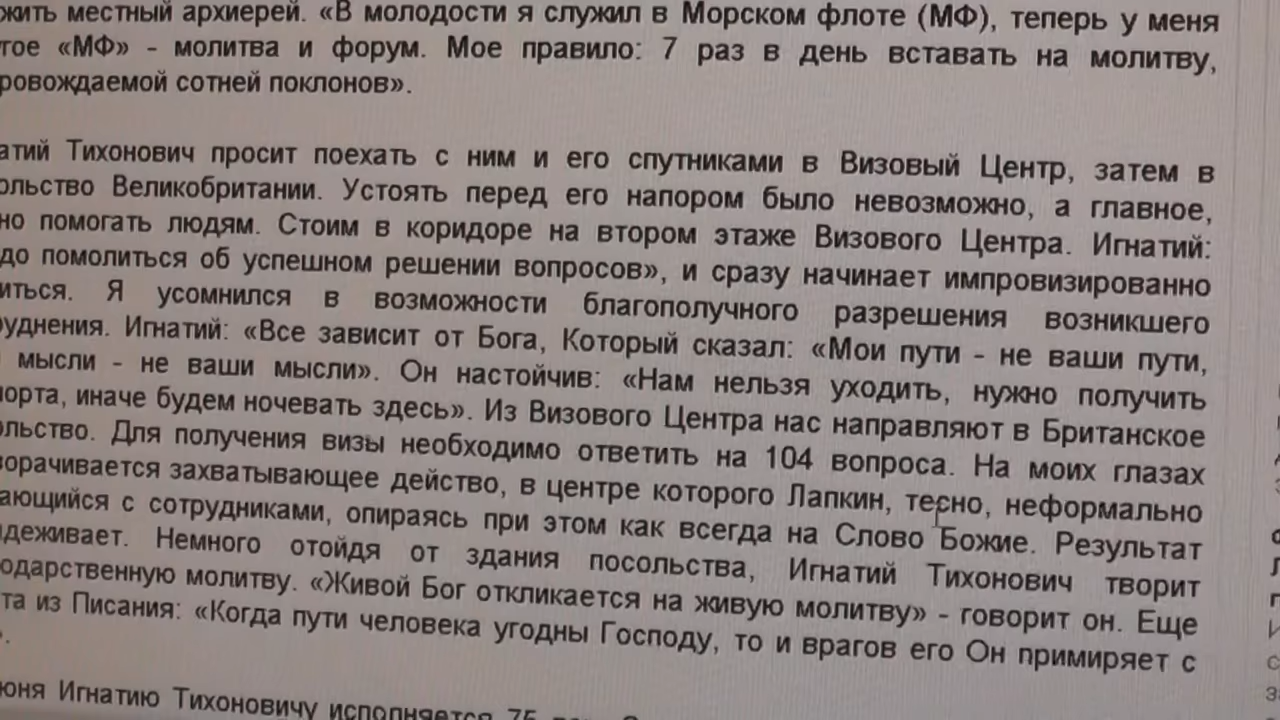 жить местный архиерей. «В молодости я служил в Морском флоте (МФ), теперь у меня
гое «МФ» - молитва и форум. Мое правило: 7 раз в день вставать на молитву,
ровождаемой сотней поклонов».
атий Тихонович просит поехать с ним и его спутниками в Визовый Центр, затем в
ольство Великобритании. Устоять перед его напором было невозможно, а главное,
но помогать людям. Стоим в коридоре на втором этаже Визового Центра. Игнатий:
до помолиться об успешном решении вопросов», и сразу начинает импровизированно
иться. Я усомнился в возможности благополучного разрешения возникшего
руднения. Игнатий: «Все зависит от Бога, Который сказал: «Мои пути - не ваши пути,
мысли - не ваши мысли». Он настойчив: «Нам нельзя уходить, нужно получить
порта, иначе будем ночевать здесь». Из Визового Центра нас направляют в Британское
ольство. Для получения визы необходимо ответить на 104 вопроса. На моих глазах
ворачивается захватывающее действо, в центре которого Лапкин, тесно, неформально
ающийся с сотрудниками, опираясь при этом как всегда на Слово Божие. Результат
деживает. Немного отойдя от здания посольства, Игнатий Тихонович творит
одарственную молитву. «Живой Бог откликается на живую молитву» - говорит он. Еще
та из Писания: «Когда пути человека угодны Господу, то и врагов его Он примиряет с
».
юня Игнатию Тихоновичу исполняется 75